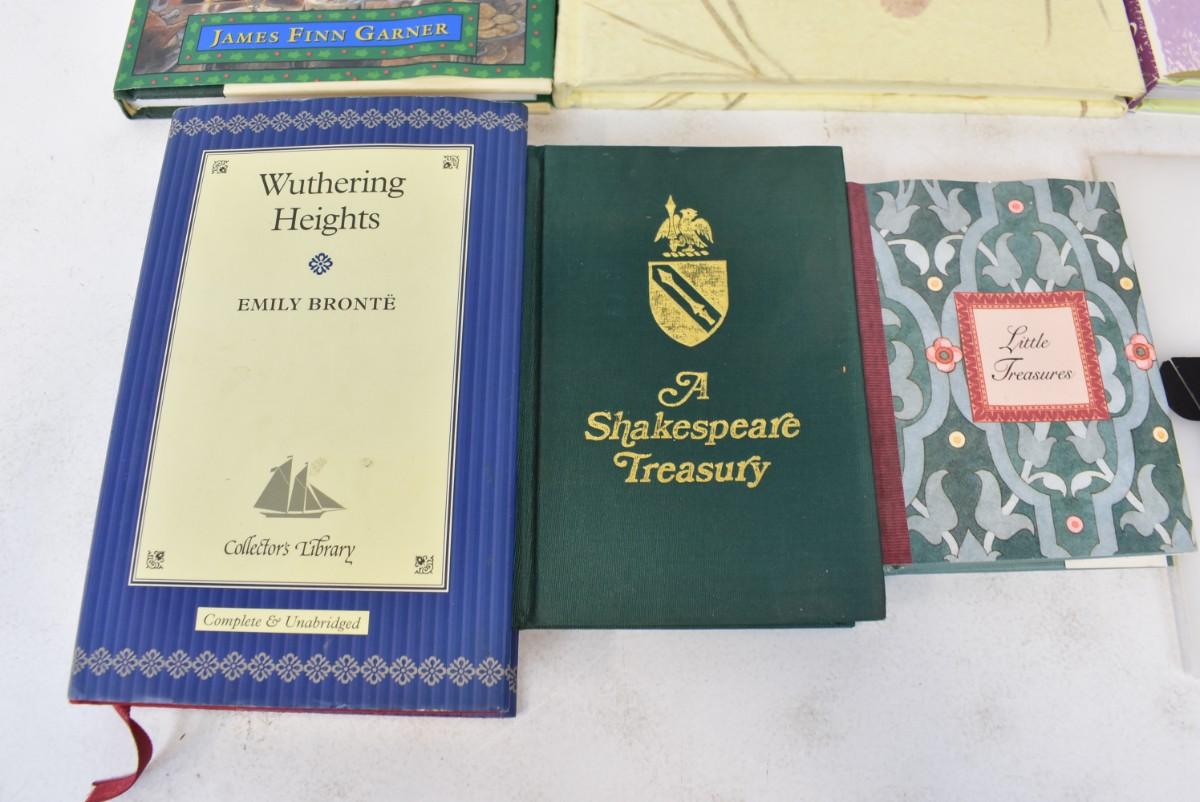 JAMES FINN GARNER
Wuthering
Heights
EMILY BRONTË
Collector's Library
Complete & Unabridged
A
Shakespeare
Treasury
Little
Treasures